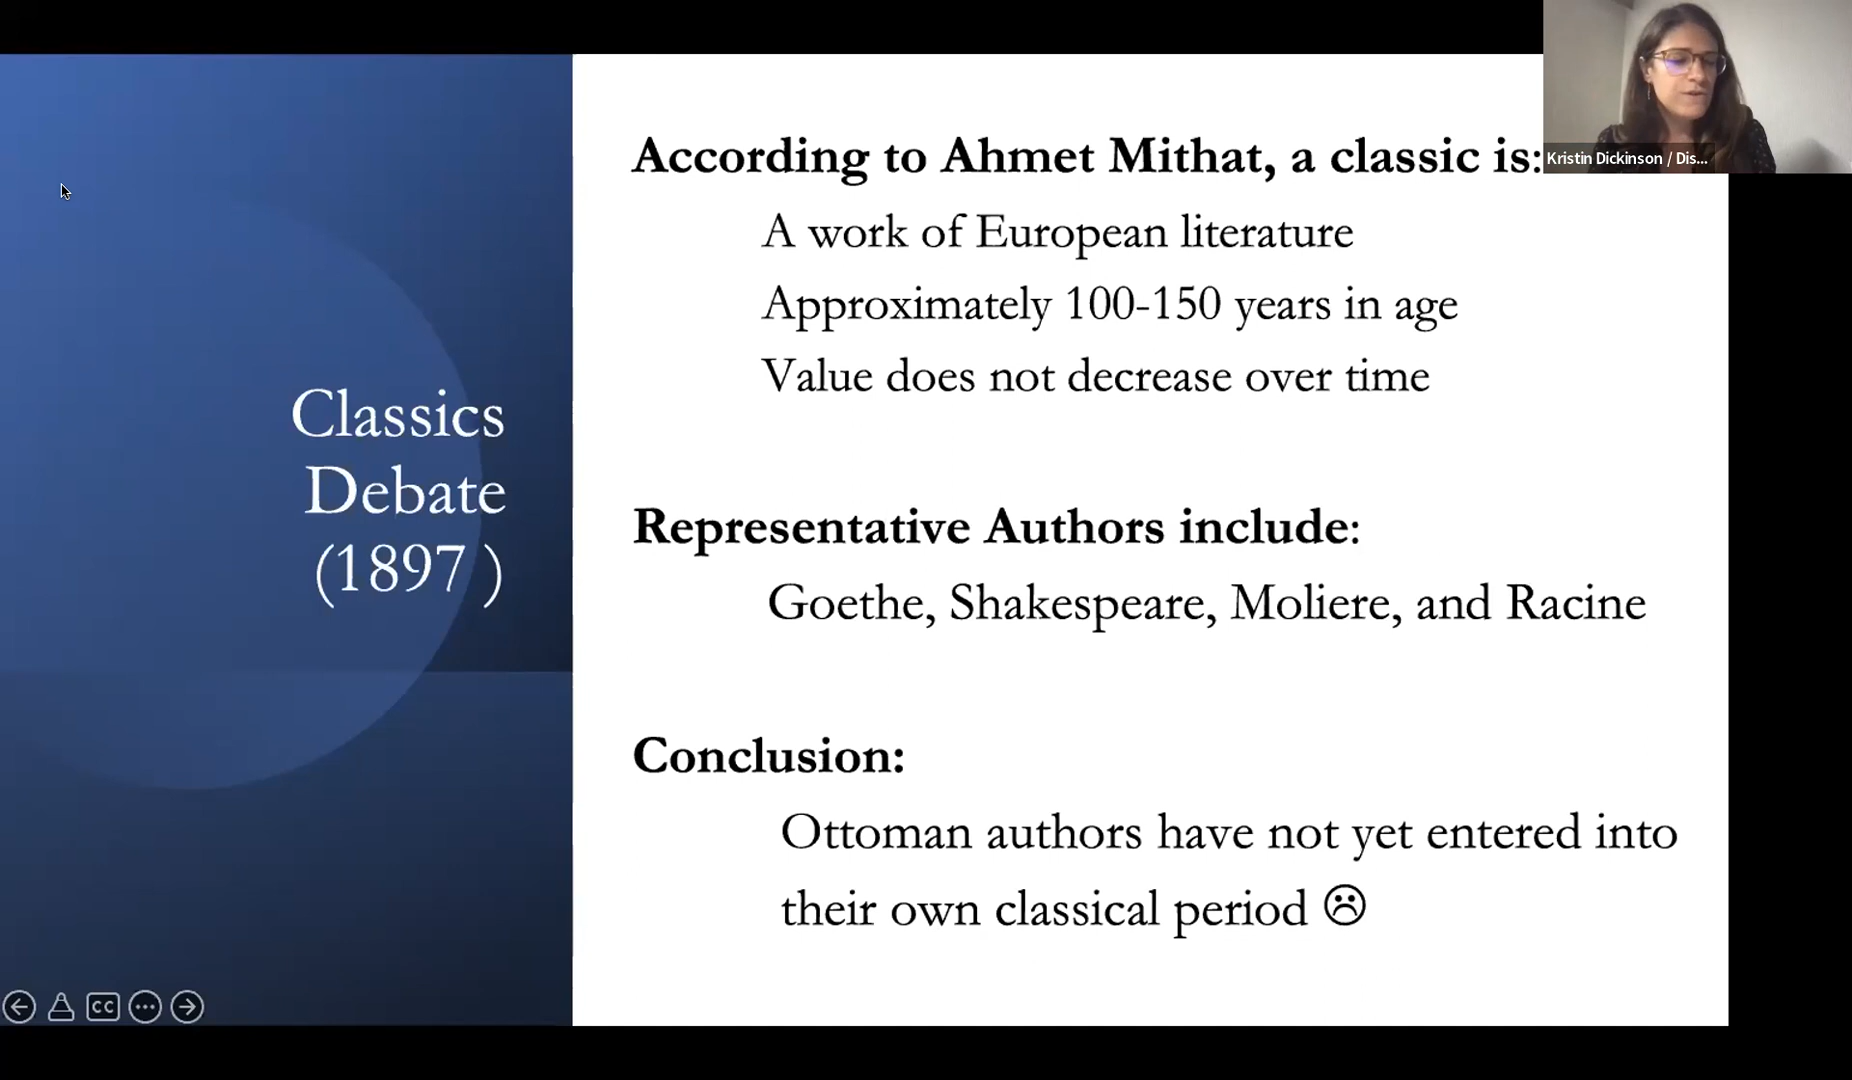 Classics
Debate
(1897 )
According to Ahmet Mithat, a classic is:
A work of European literature
Approximately 100-150 years in age
Value does not decrease over time
Representative Authors include:
Goethe, Shakespeare, Moliere, and Racine
Conclusion:
Ottoman authors have not yet entered into
their own classical period ☹
Kristin Dickinson / Dis...
CC